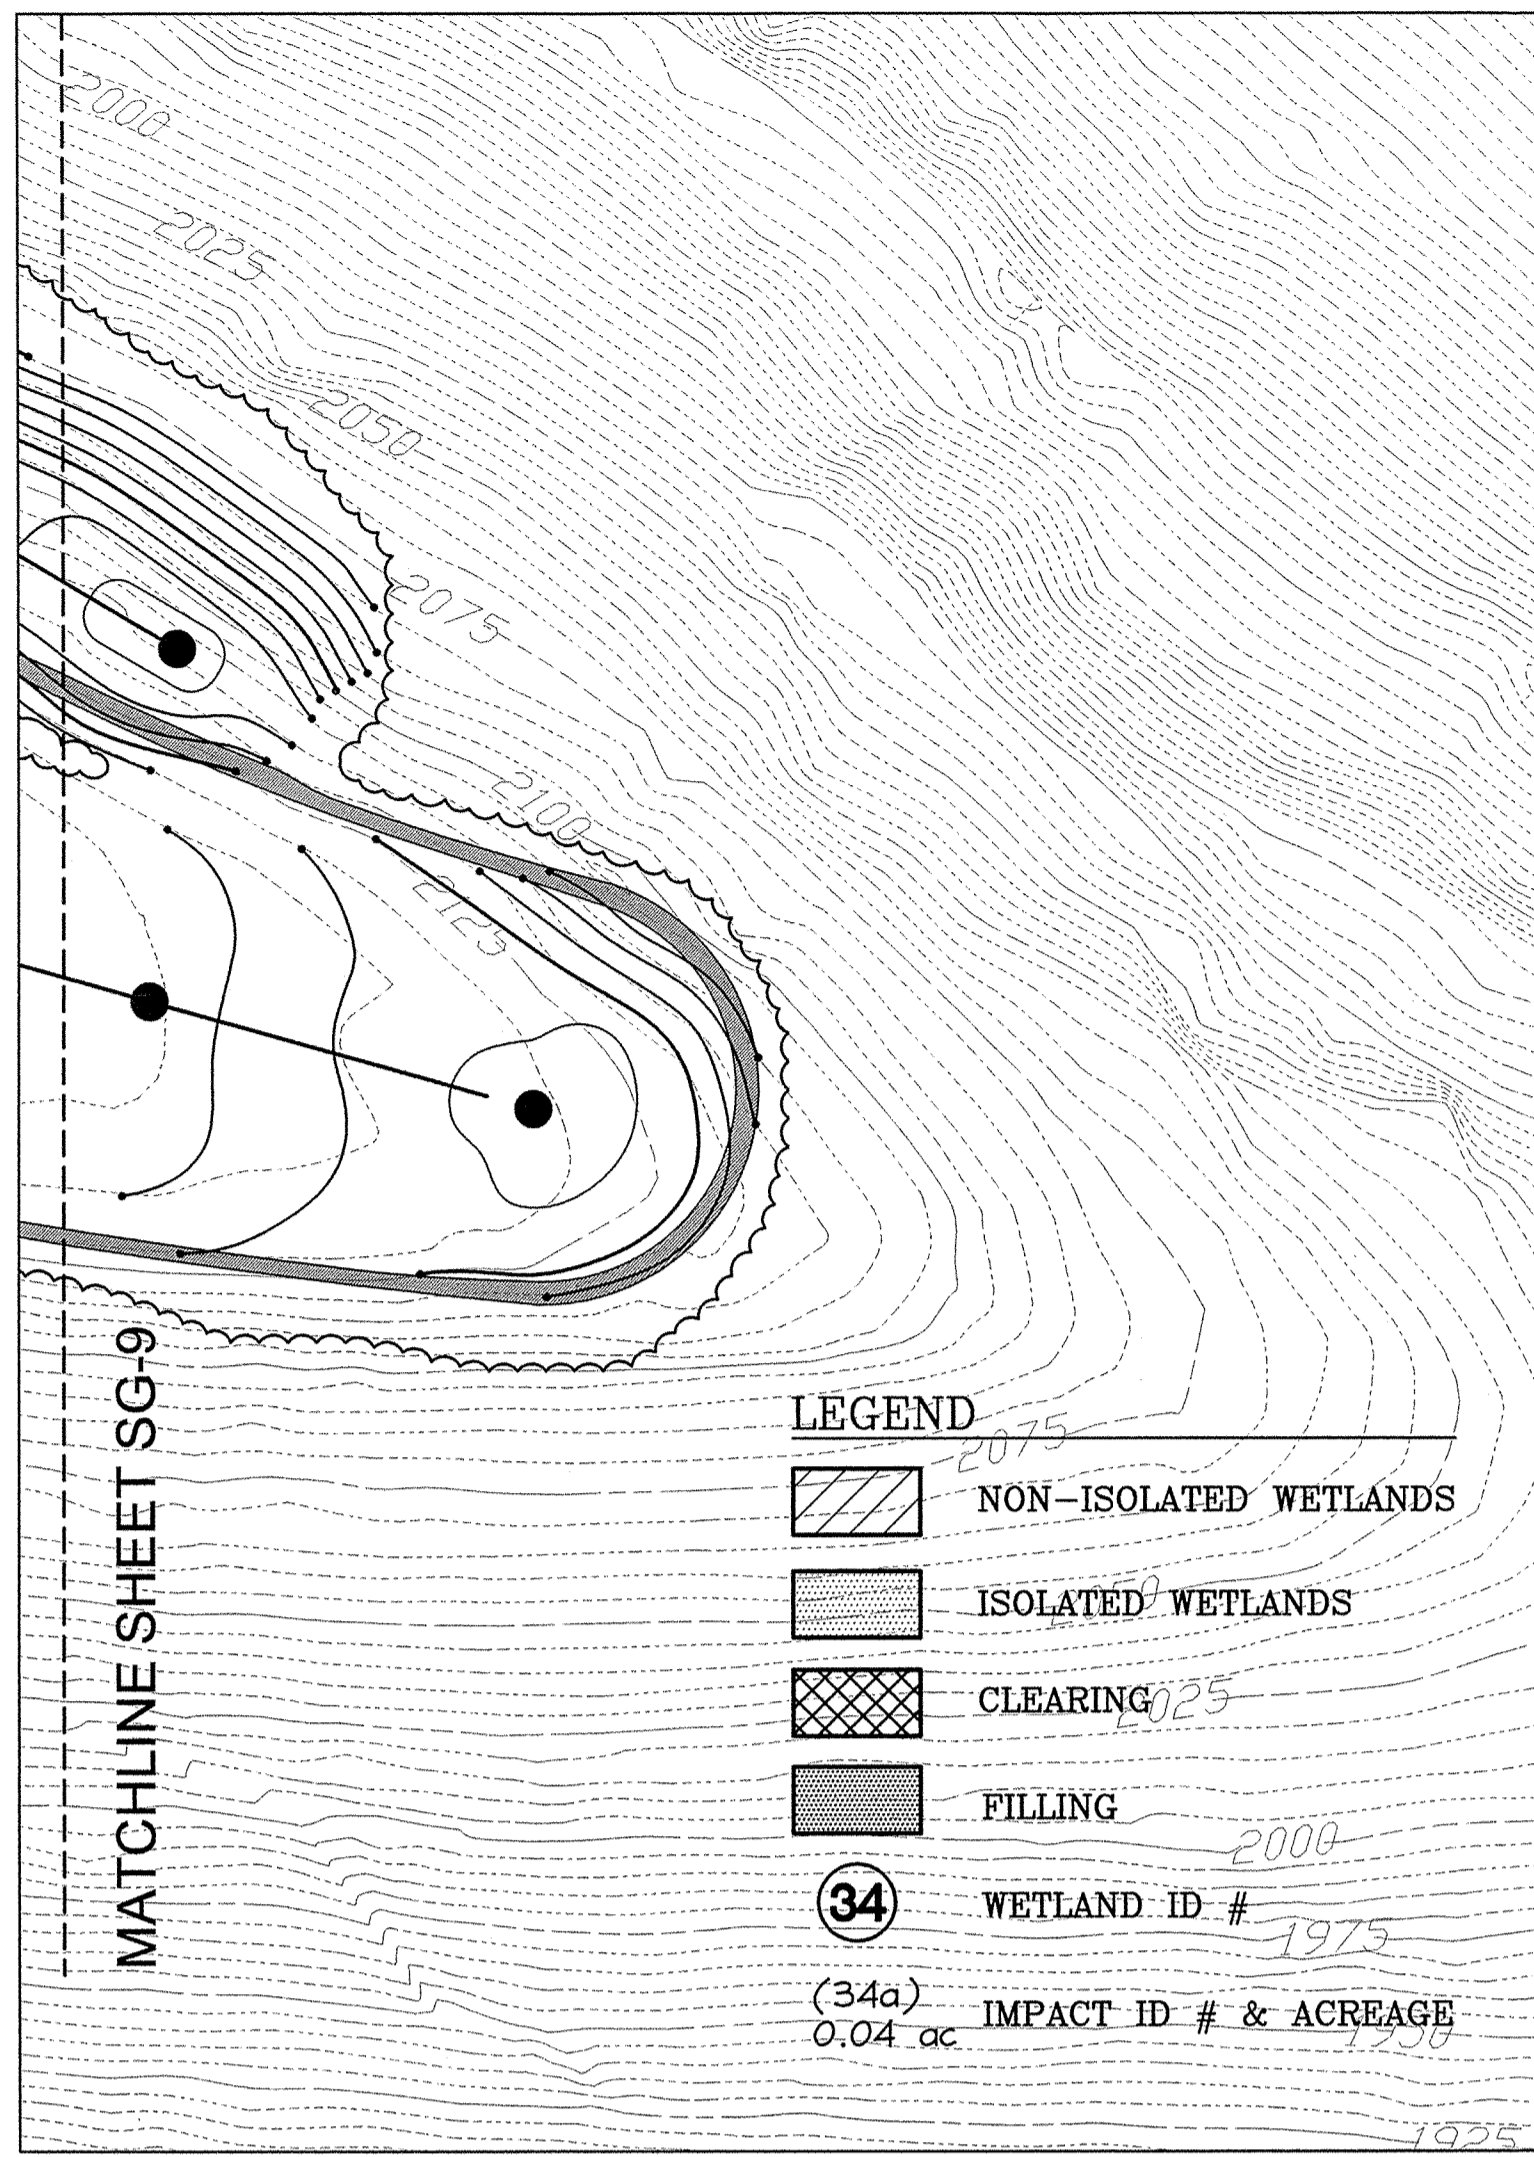 2000
2025
2050
2075
2100
2125
MATCHLINE SHEET SG-9
LEGEND
2075
NON-ISOLATED WETLANDS
ISOLATED WETLANDS
2050
CLEARING
2025
FILLING
2000
34 WETLAND ID #
1975
(34a)
0.04 ac
IMPACT ID # & ACREAGE
1950
1925